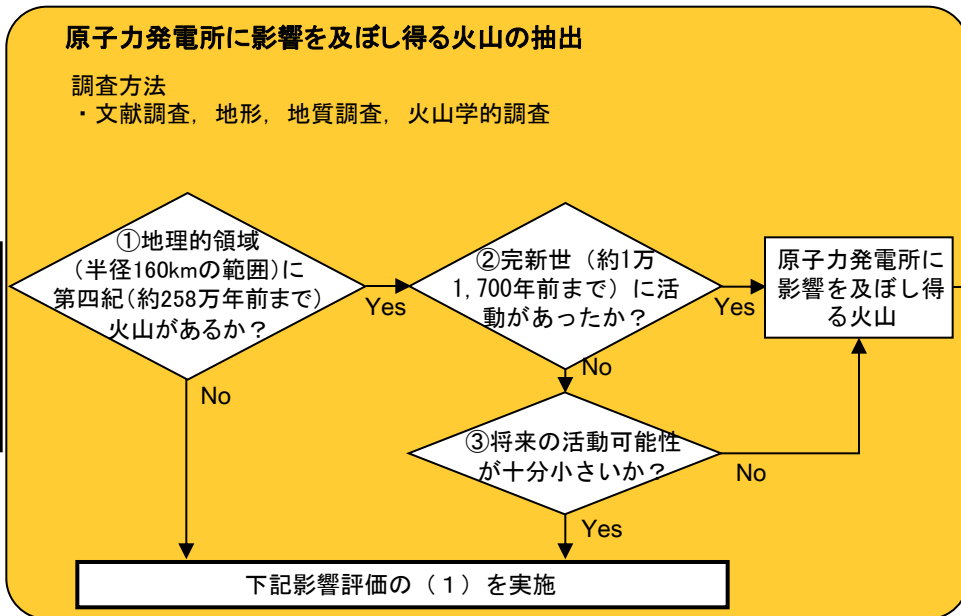 原子力発電所に影響を及ぼし得る火山の抽出
調査方法
・文献調査, 地形, 地質調査, 火山学的調査
①地理的領域
(半径160kmの範囲)に
第四紀(約258万年前まで)
火山があるか？
Yes
②完新世（約1万
1,700年前まで）に活
動があったか？
Yes
原子力発電所に
影響を及ぼし得
る火山
No
No
③将来の活動可能性
が十分小さいか？
No
Yes
下記影響評価の（１）を実施